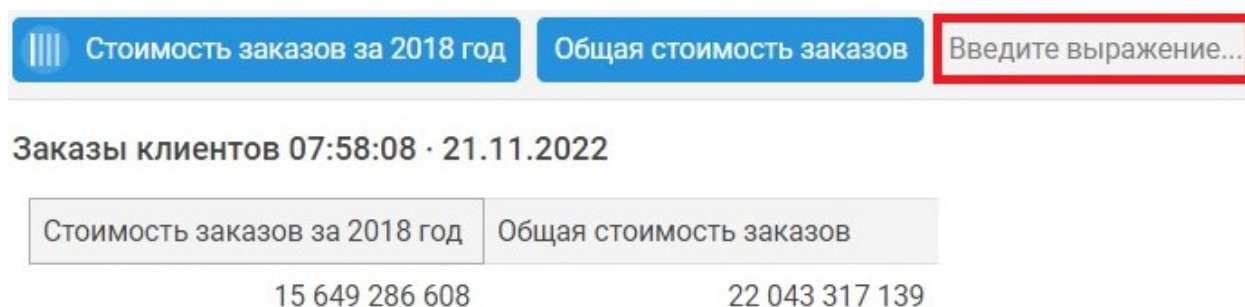 Стоимость заказов за 2018 год Общая стоимость заказов Введите выражение...
Заказы клиентов 07:58:08 · 21.11.2022
Стоимость заказов за 2018 год Общая стоимость заказов
15 649 286 608 22 043 317 139